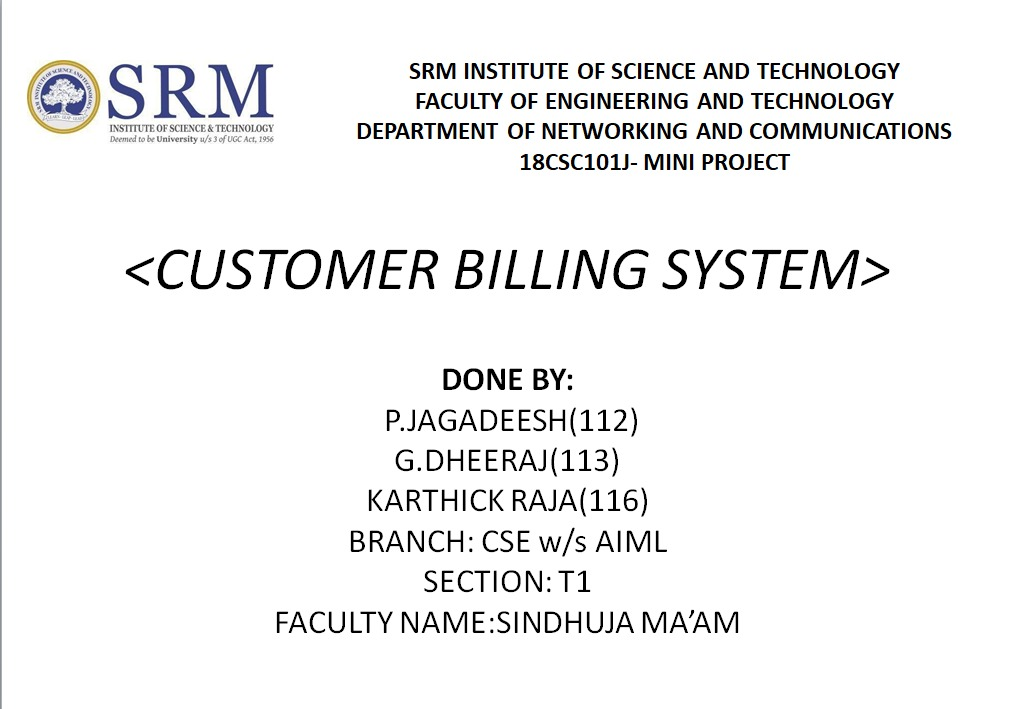 SRM
INSTITUTE OF SCIENCE & TECHNOLOGY
Deemed to be University u/s 3 of UGC Act, 1956
SRM INSTITUTE OF SCIENCE AND TECHNOLOGY
FACULTY OF ENGINEERING AND TECHNOLOGY
DEPARTMENT OF NETWORKING AND COMMUNICATIONS
18CSC101J- MINI PROJECT
<CUSTOMER BILLING SYSTEM>
DONE BY:
P.JAGADEESH(112)
G.DHEERAJ(113)
KARTHICK RAJA(116)
BRANCH: CSE w/s AIML
SECTION: T1
FACULTY NAME:SINDHUJA MA’AM